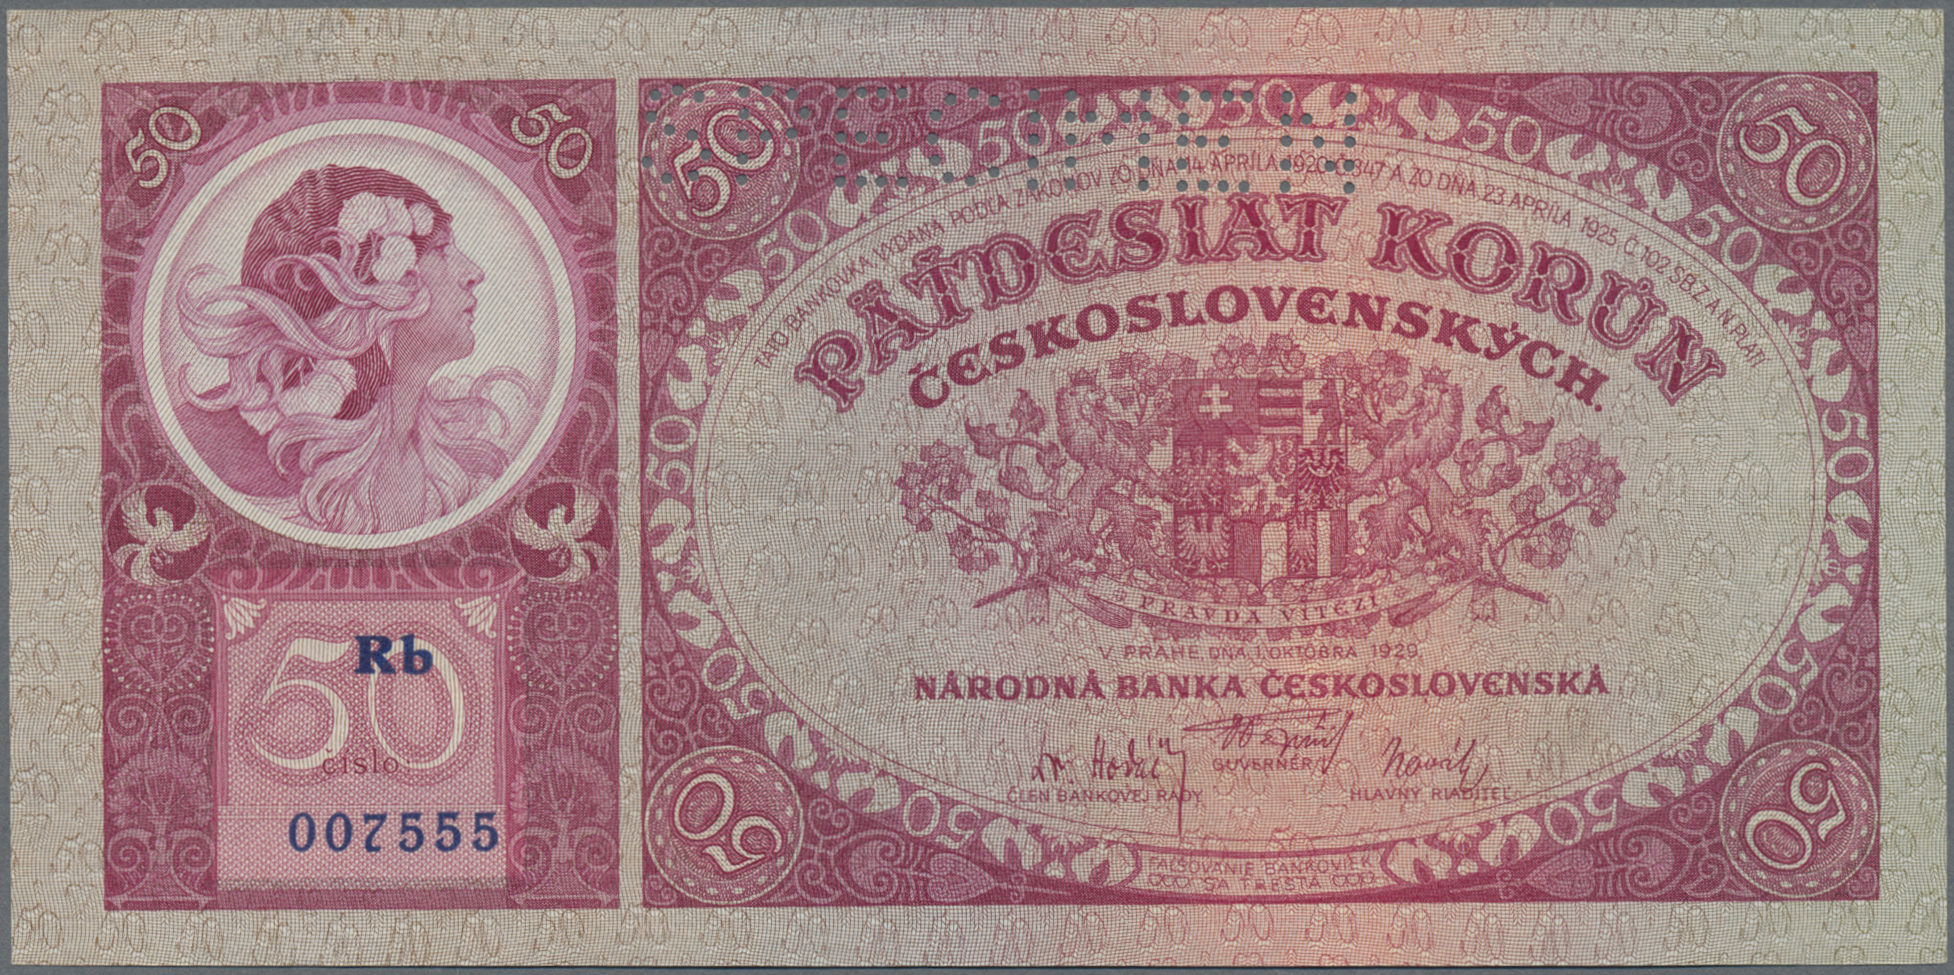 50 50
Rb
50
číslo
007555
50 50
SPECIMEN
TÁTO BANKOVKA VYDANÁ PODĽA ZÁKONOV ZO DŇA 14. APRÍLA 1920 Č. 347 A ZO DŇA 23. APRÍLA 1925 Č. 102 SB. Z. A N. PLATÍ
PÄŤDESIAT KORÚN
ČESKOSLOVENSKÝCH.
PRAVDA VÍTĚZÍ
V PRAHE, DŇA 1. OKTÓBRA 1929.
NÁRODNÁ BANKA ČESKOSLOVENSKÁ
GUVERNÉR
ČLEN BANKOVEJ RADY HLAVNÝ RIADITEĽ
FALŠOVANIE BANKOVIEK
SA TRESTÁ
50 50